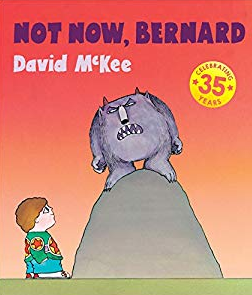 NOT NOW, BERNARD
David McKee
CELEBRATING
35
YEARS